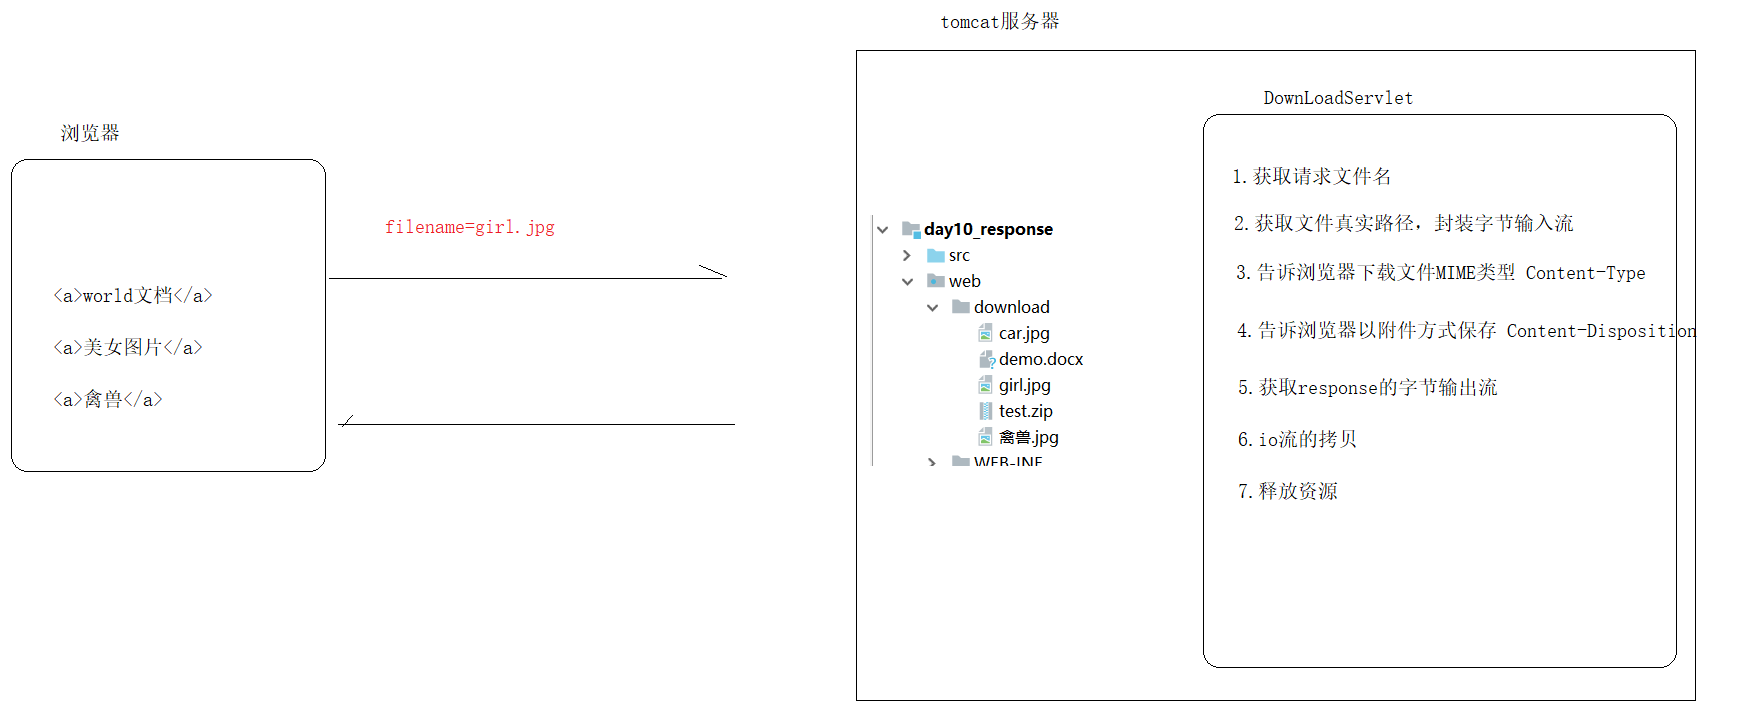 tomcat服务器
浏览器
<a>world文档</a>
<a>美女图片</a>
<a>禽兽</a>
filename=girl.jpg
day10_response
src
web
download
car.jpg
demo.docx
girl.jpg
test.zip
禽兽.jpg
WEB-INF
DownLoadServlet
1.获取请求文件名
2.获取文件真实路径，封装字节输入流
3.告诉浏览器下载文件MIME类型 Content-Type
4.告诉浏览器以附件方式保存 Content-Disposition
5.获取response的字节输出流
6.io流的拷贝
7.释放资源